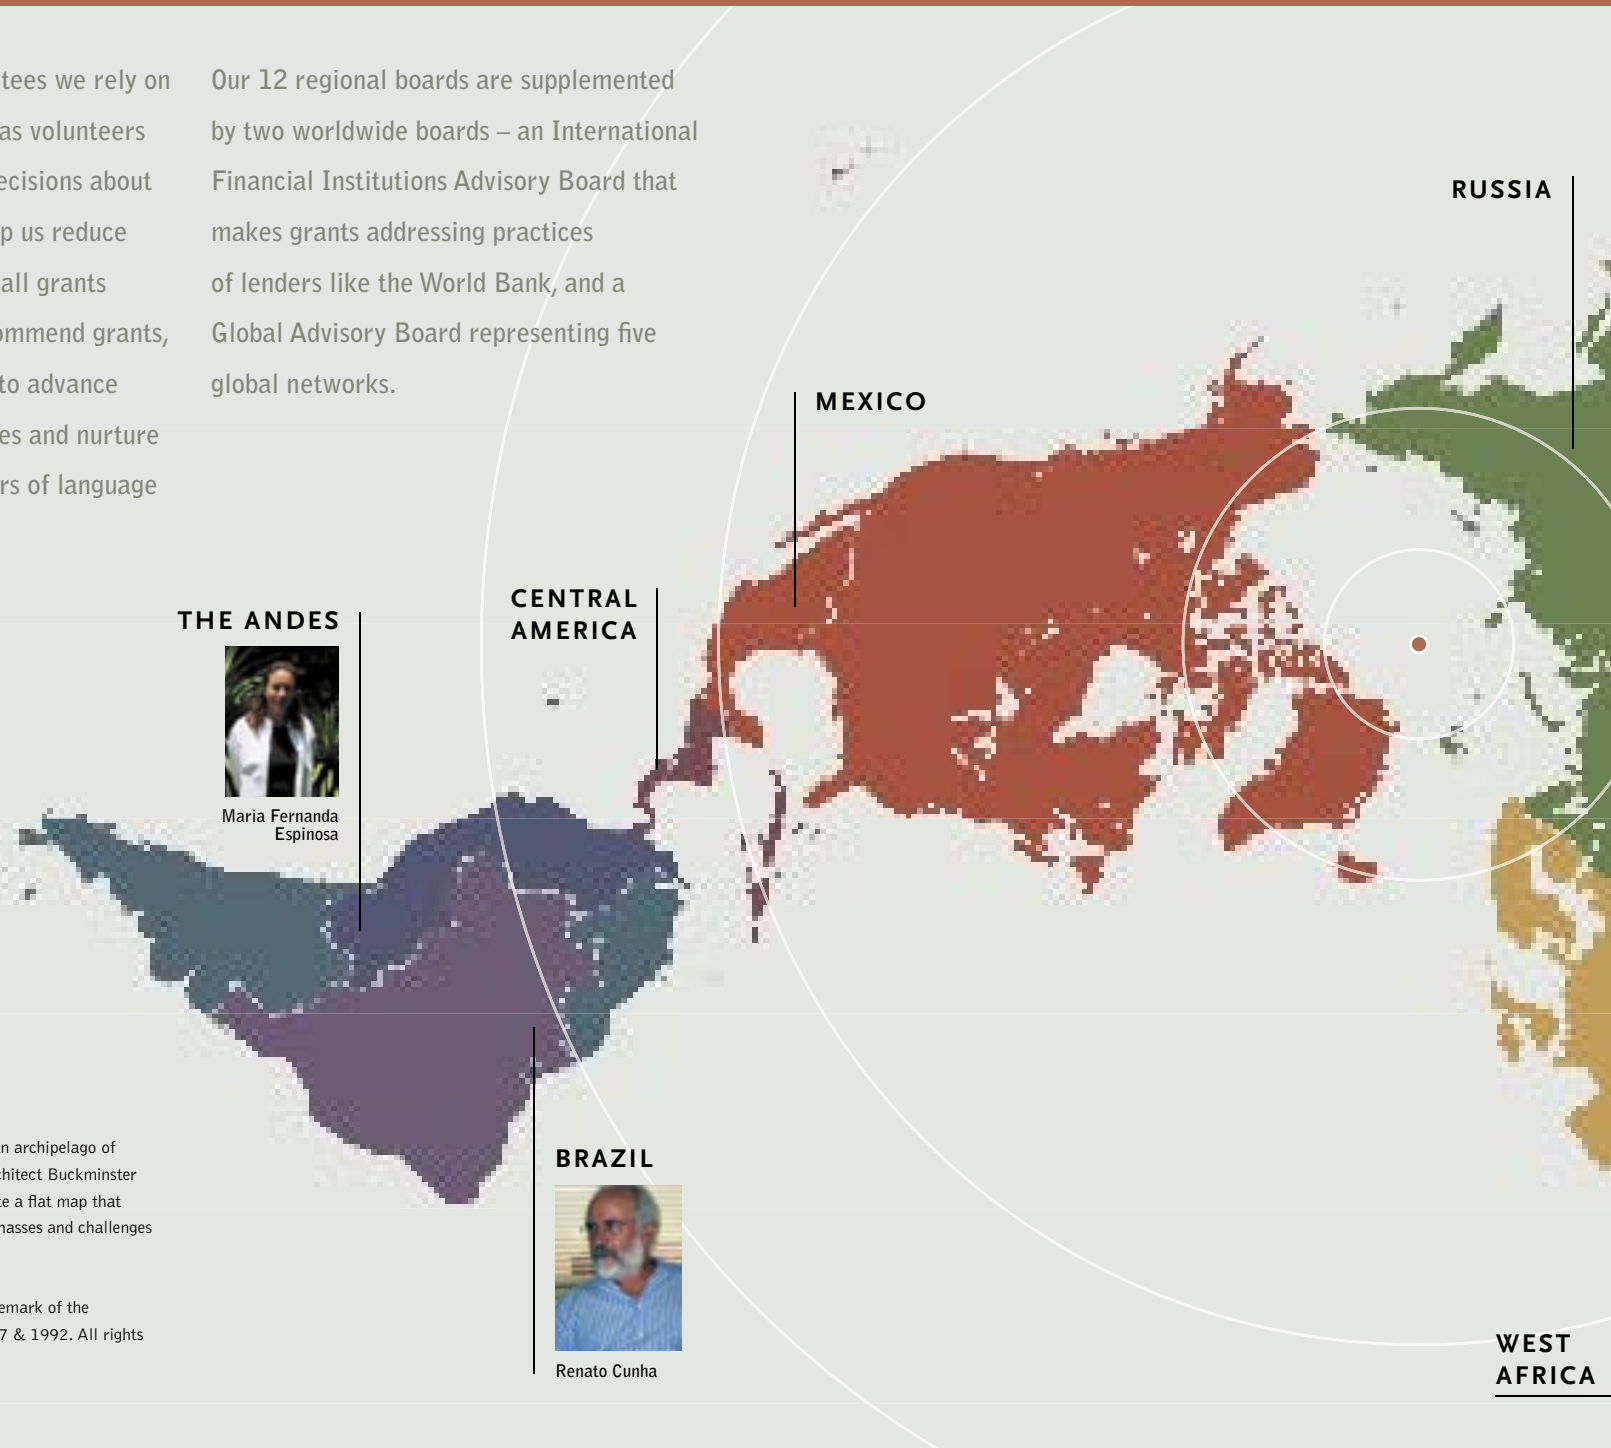 tees we rely on
as volunteers
ecisions about
p us reduce
all grants
ommend grants,
to advance
es and nurture
rs of language
Our 12 regional boards are supplemented
by two worldwide boards – an International
Financial Institutions Advisory Board that
makes grants addressing practices
of lenders like the World Bank, and a
Global Advisory Board representing five
global networks.
RUSSIA
MEXICO
CENTRAL
AMERICA
THE ANDES
Maria Fernanda
Espinosa
n archipelago of
chitect Buckminster
te a flat map that
masses and challenges
emark of the
7 & 1992. All rights
BRAZIL
Renato Cunha
WEST
AFRICA